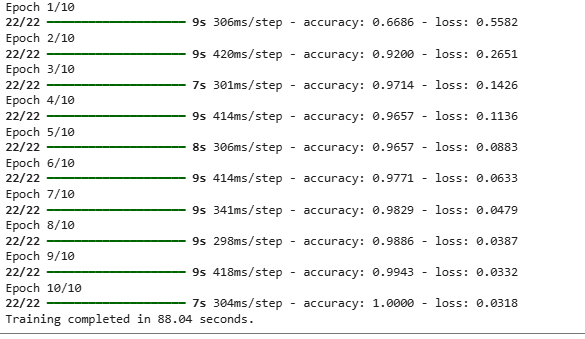 Epoch 1/10
22/22 ━━━━━━━━━━━━━━━━━━━━ 9s 306ms/step - accuracy: 0.6686 - loss: 0.5582
Epoch 2/10
22/22 ━━━━━━━━━━━━━━━━━━━━ 9s 420ms/step - accuracy: 0.9200 - loss: 0.2651
Epoch 3/10
22/22 ━━━━━━━━━━━━━━━━━━━━ 7s 301ms/step - accuracy: 0.9714 - loss: 0.1426
Epoch 4/10
22/22 ━━━━━━━━━━━━━━━━━━━━ 9s 414ms/step - accuracy: 0.9657 - loss: 0.1136
Epoch 5/10
22/22 ━━━━━━━━━━━━━━━━━━━━ 8s 306ms/step - accuracy: 0.9657 - loss: 0.0883
Epoch 6/10
22/22 ━━━━━━━━━━━━━━━━━━━━ 9s 414ms/step - accuracy: 0.9771 - loss: 0.0633
Epoch 7/10
22/22 ━━━━━━━━━━━━━━━━━━━━ 9s 341ms/step - accuracy: 0.9829 - loss: 0.0479
Epoch 8/10
22/22 ━━━━━━━━━━━━━━━━━━━━ 9s 298ms/step - accuracy: 0.9886 - loss: 0.0387
Epoch 9/10
22/22 ━━━━━━━━━━━━━━━━━━━━ 9s 418ms/step - accuracy: 0.9943 - loss: 0.0332
Epoch 10/10
22/22 ━━━━━━━━━━━━━━━━━━━━ 7s 304ms/step - accuracy: 1.0000 - loss: 0.0318
Training completed in 88.04 seconds.